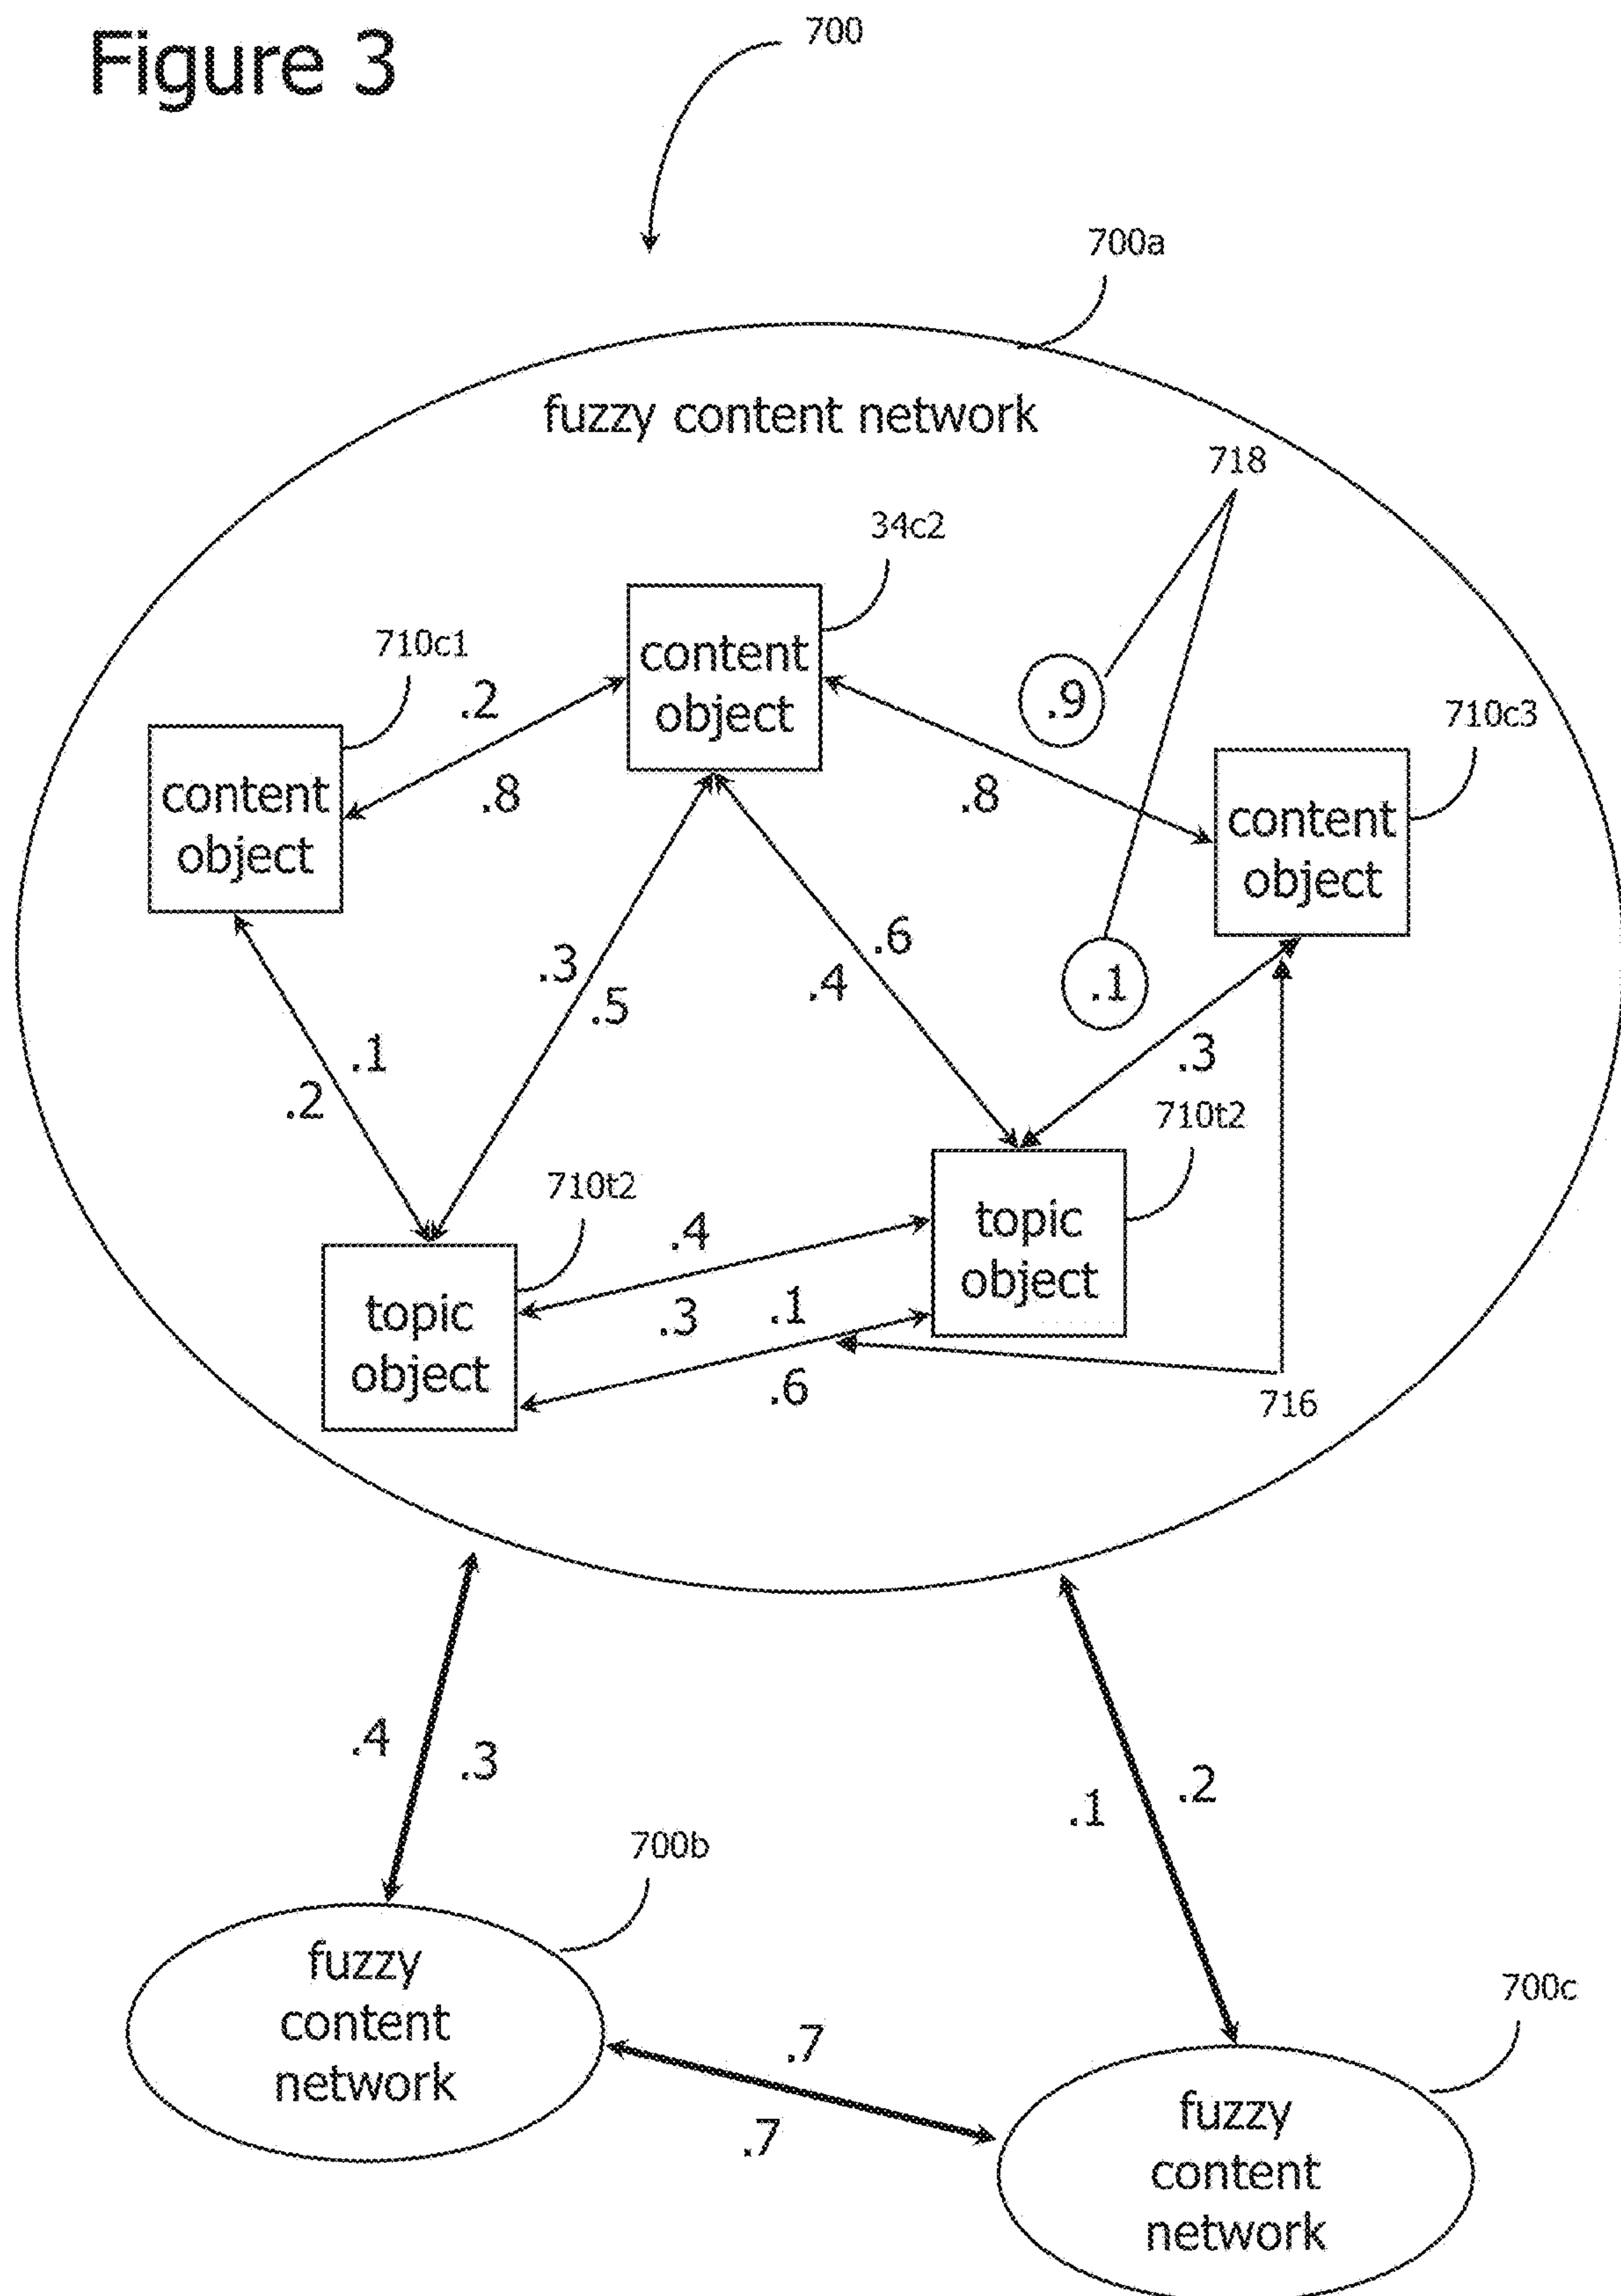 Figure 3
700
700a
fuzzy content network
718
34c2
content
object
710c1
.2
.8
content
object
.9
.8
710c3
content
object
.3
.5
.6
.4
.1
.3
.1
.2
710t2
topic
object
710t2
topic
object
.4
.3
.1
.6
716
.4
.3
.2
.1
700b
fuzzy
content
network
.7
.7
700c
fuzzy
content
network